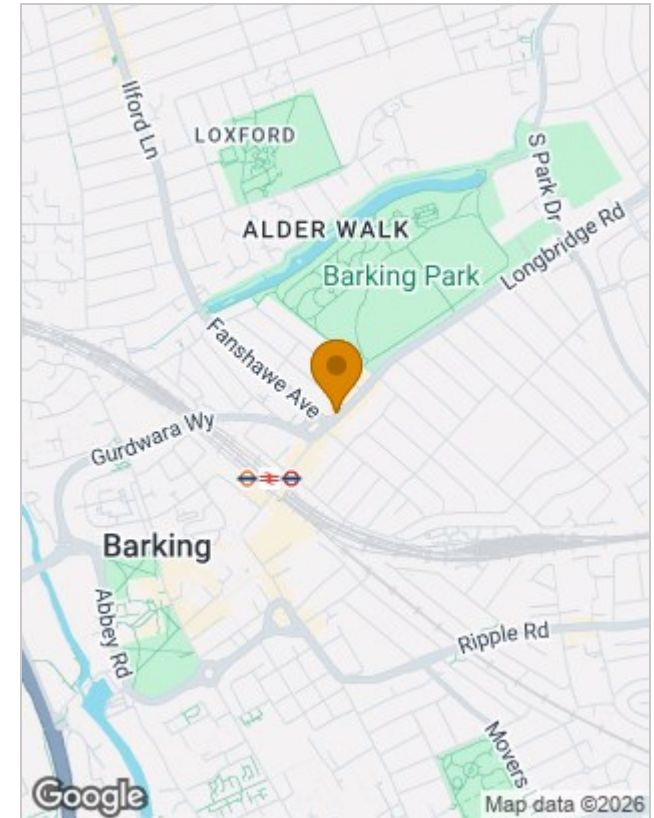 Ilford Ln
LOXFORD
S Park Dr
ALDER WALK
Longbridge Rd
Barking Park
Fanshawe Ave
Gurdwara Wy
Barking
Abbey Rd
Ripple Rd
Movers
Google
Map data ©2026